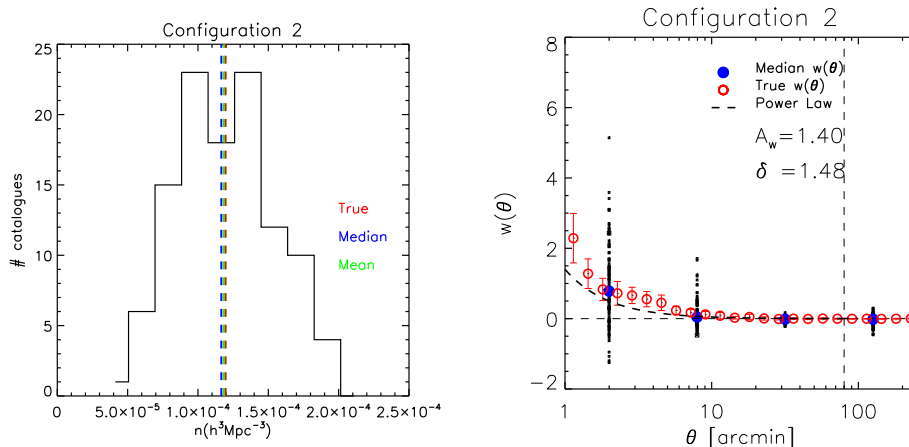 Configuration 2
25
20
15
10
5
0
# catalogues
True
Median
Mean
0 5.0×10⁻⁵ 1.0×10⁻⁴ 1.5×10⁻⁴ 2.0×10⁻⁴ 2.5×10⁻⁴
n(h³Mpc⁻³)
Configuration 2
8
6
4
2
0
−2
w(θ)
Median w(θ)
True w(θ)
Power Law
A_w=1.40
δ =1.48
1 10 100
θ [arcmin]